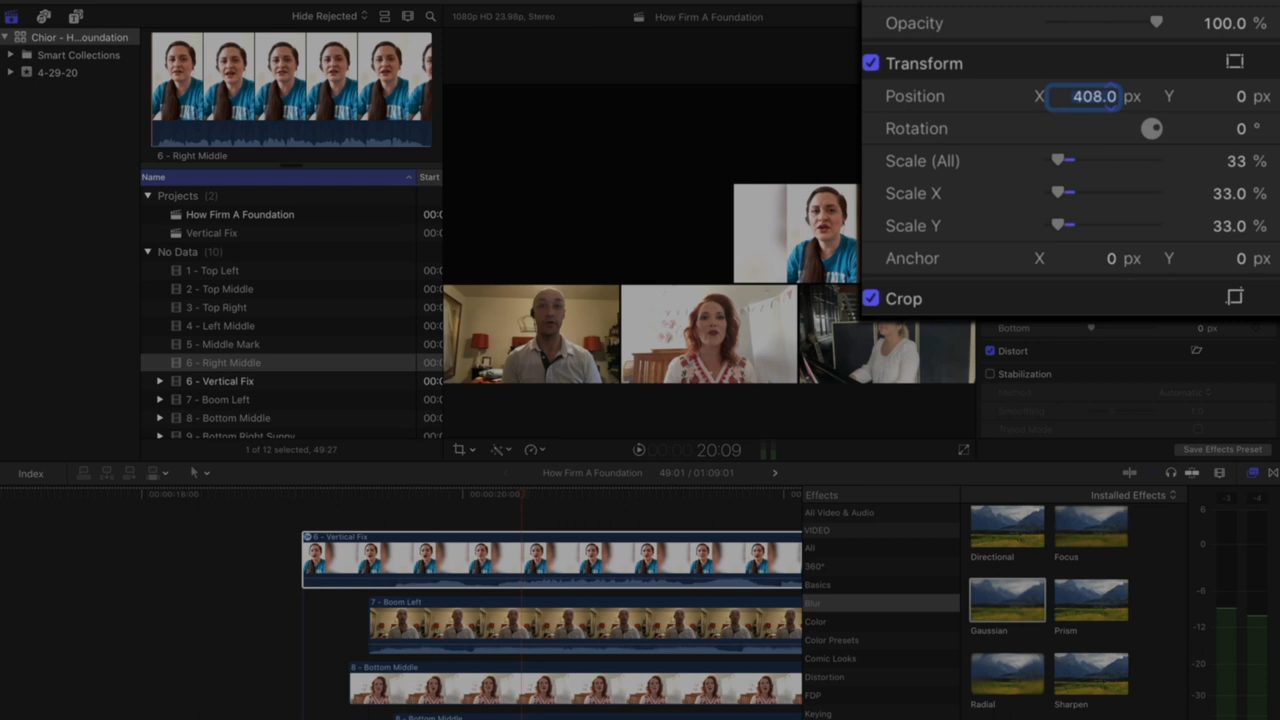 Hide Rejected
1080p HD 23.98p, Stereo
How Firm A Foundation
Chior - H...oundation
Smart Collections
4-29-20
6 - Right Middle
Name
Start
Projects (2)
How Firm A Foundation
00:0
Vertical Fix
00:0
No Data (10)
1 - Top Left
00:0
2 - Top Middle
00:0
3 - Top Right
00:0
4 - Left Middle
00:0
5 - Middle Mark
00:0
6 - Right Middle
00:0
6 - Vertical Fix
00:0
7 - Boom Left
00:0
8 - Bottom Middle
00:0
9 - Bottom Right Sunny
00:0
1 of 12 selected, 49:27
00:00:00:20:09
Opacity
100.0 %
Transform
Position X 408.0 px Y 0 px
Rotation 0 °
Scale (All) 33 %
Scale X 33.0 %
Scale Y 33.0 %
Anchor X 0 px Y 0 px
Crop
Bottom 0 px
Distort
Stabilization
Method Automatic
Smoothing 1.0
Tripod Mode
Save Effects Preset
Index
How Firm A Foundation
49:01 / 01:09:01
00:00:18:00
00:00:20:00
00
6 - Vertical Fix
7 - Boom Left
8 - Bottom Middle
8 - Bottom Middle
Effects
Installed Effects
All Video & Audio
VIDEO
All
360°
Basics
Blur
Color
Color Presets
Comic Looks
Distortion
FDP
Keying
Directional
Focus
Gaussian
Prism
Radial
Sharpen
-3
-4
6
0
-6
-12
-20
-30